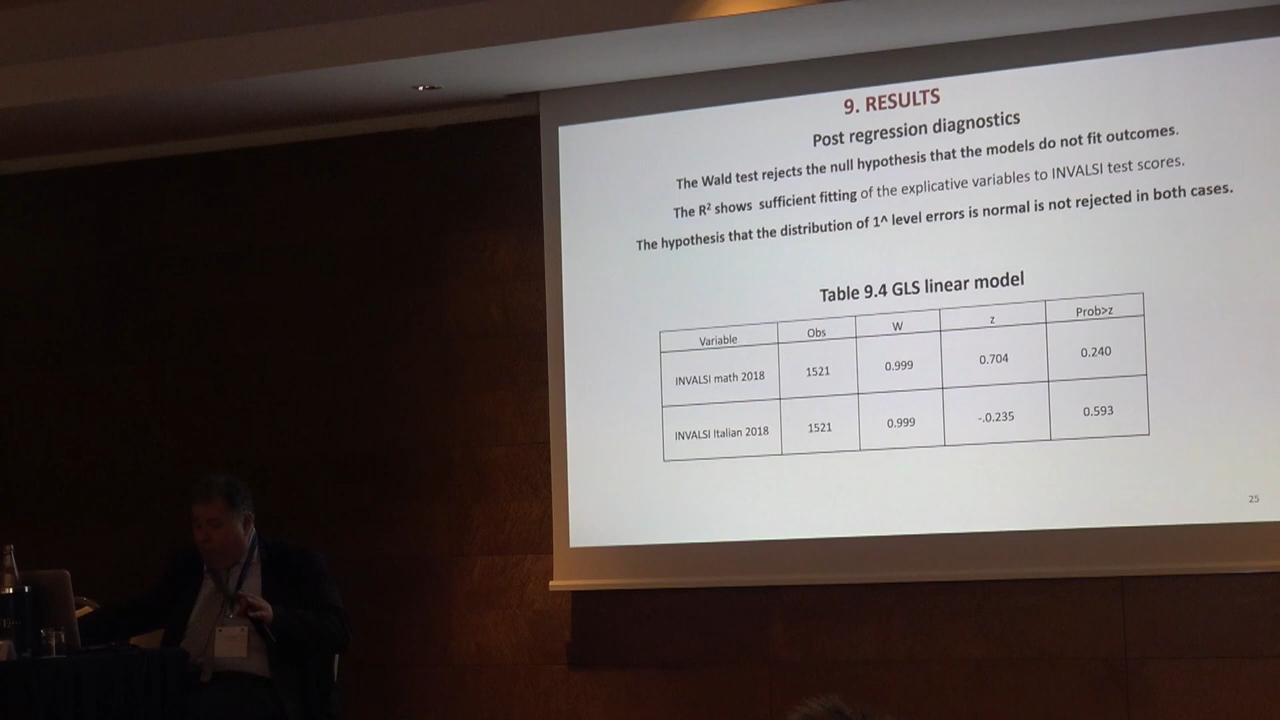 9. RESULTS
Post regression diagnostics
The Wald test rejects the null hypothesis that the models do not fit outcomes.
The R² shows sufficient fitting of the explicative variables to INVALSI test scores.
The hypothesis that the distribution of 1^ level errors is normal is not rejected in both cases.
Table 9.4 GLS linear model
Variable Obs W z Prob>z
INVALSI math 2018 1521 0.999 0.704 0.240
INVALSI Italian 2018 1521 0.999 -.0.235 0.593
25